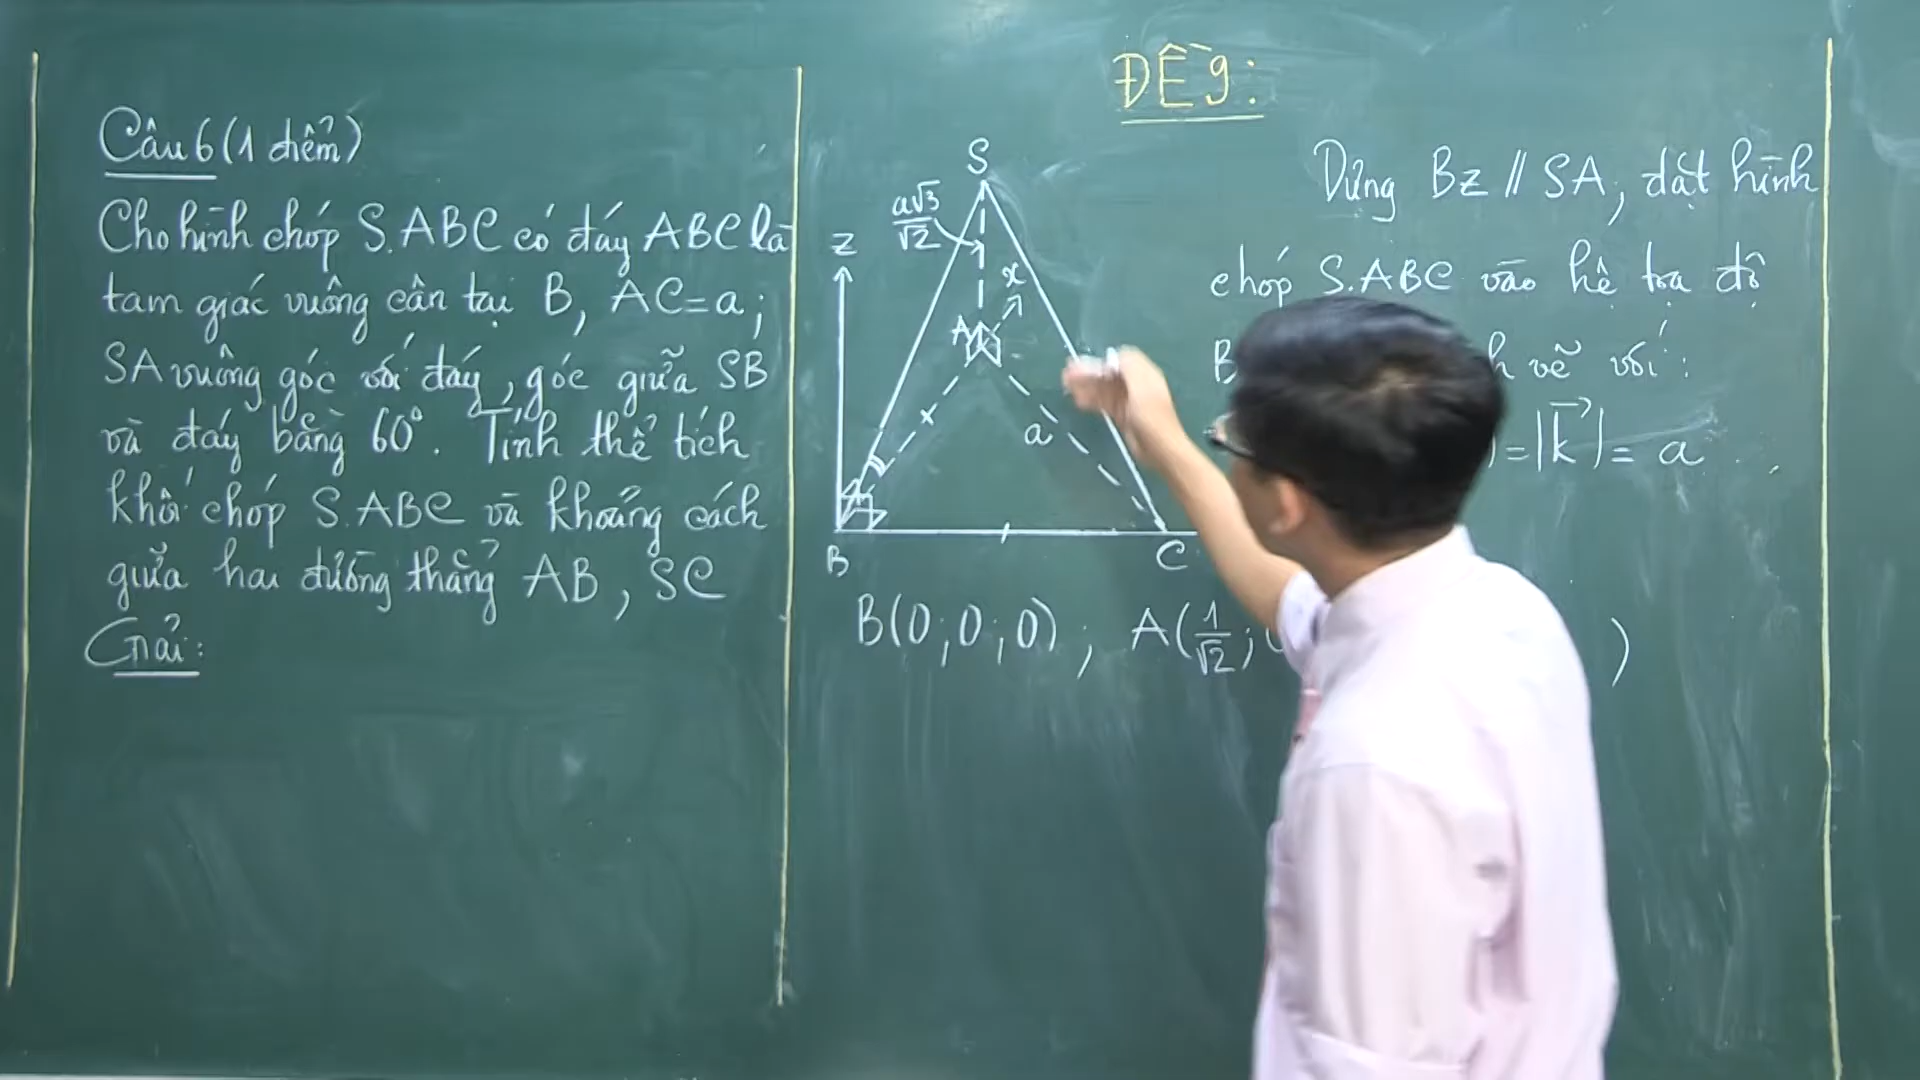 ĐỀ 9:
Câu 6 (1 điểm)
Cho hình chóp S.ABC có đáy ABC là
tam giác vuông cân tại B, AC=a;
SA vuông góc với đáy, góc giữa SB
và đáy bằng 60°. Tính thể tích
khối chóp S.ABC và khoảng cách
giữa hai đường thẳng AB, SC
Giải:
S
a√3/√2
z
x
A
a
B
C
B(0;0;0), A(1/√2; )
Dựng Bz // SA, đặt hình
chóp S.ABC vào hệ tọa độ
B vẽ với:
|=|k⃗|= a